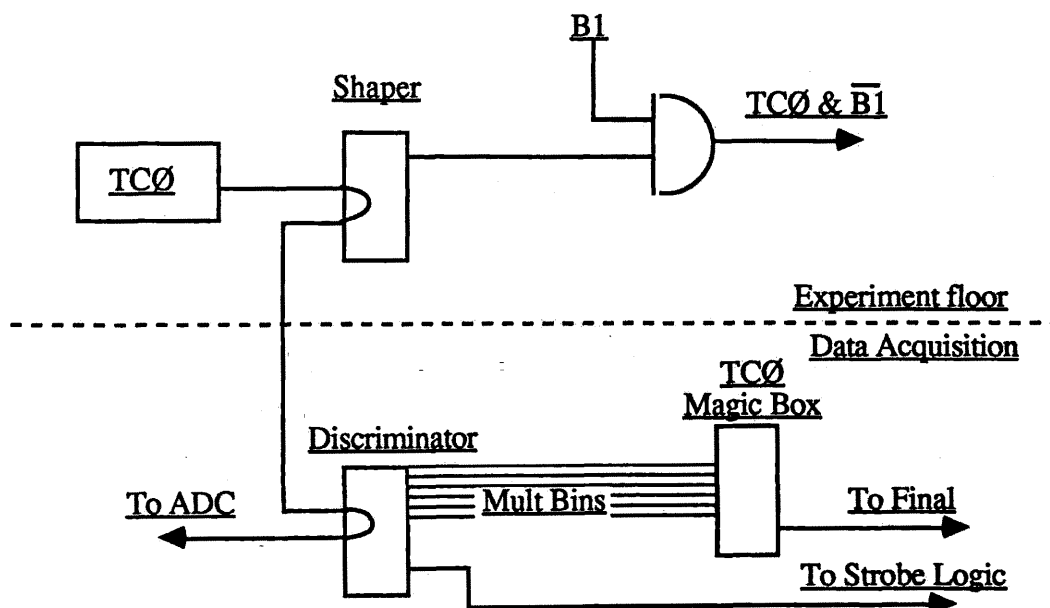 B1
Shaper
TCØ & B̅1̅
TCØ
Experiment floor
Data Acquisition
TCØ
Magic Box
Discriminator
To ADC
Mult Bins
To Final
To Strobe Logic